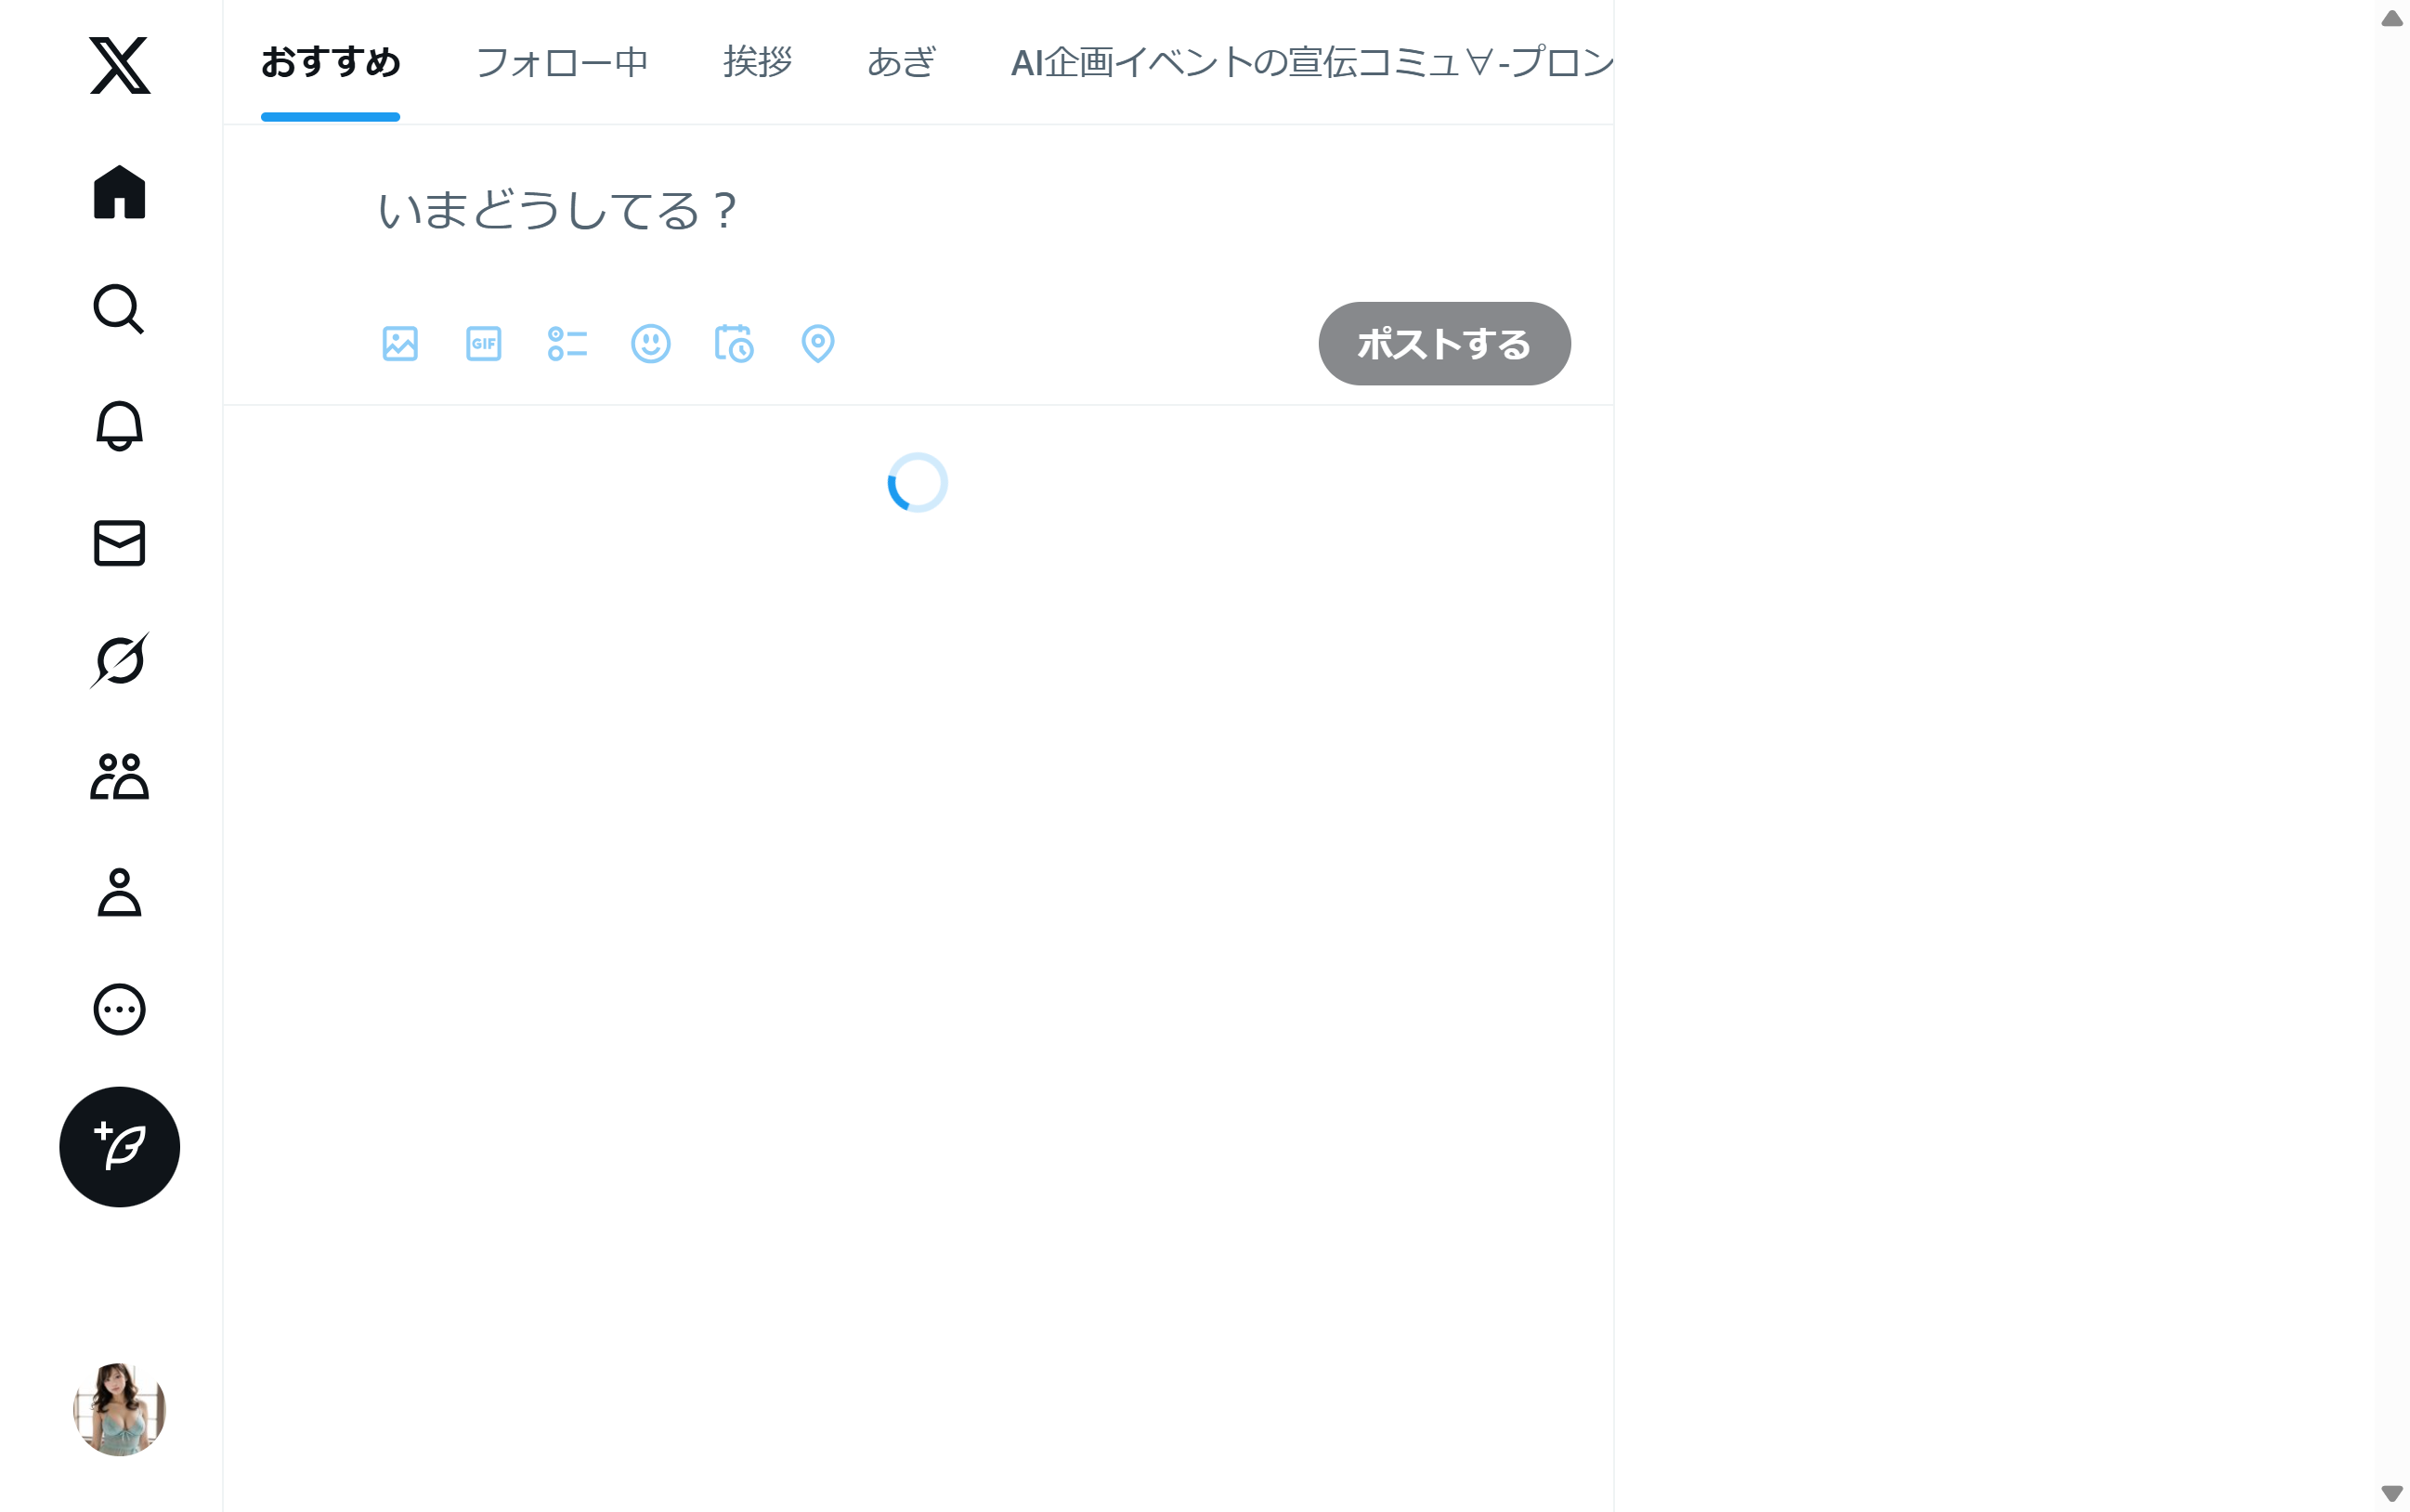 おすすめ
フォロー中
挨拶
あぎ
AI企画イベントの宣伝コミュ∀-プロン
いまどうしてる？
GIF
ポストする